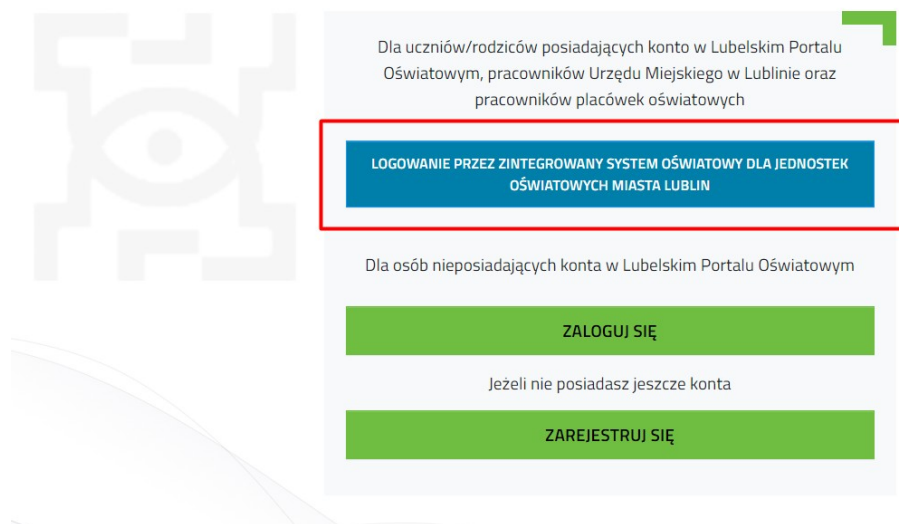 Dla uczniów/rodziców posiadających konto w Lubelskim Portalu
Oświatowym, pracowników Urzędu Miejskiego w Lublinie oraz
pracowników placówek oświatowych
LOGOWANIE PRZEZ ZINTEGROWANY SYSTEM OŚWIATOWY DLA JEDNOSTEK
OŚWIATOWYCH MIASTA LUBLIN
Dla osób nieposiadających konta w Lubelskim Portalu Oświatowym
ZALOGUJ SIĘ
Jeżeli nie posiadasz jeszcze konta
ZAREJESTRUJ SIĘ